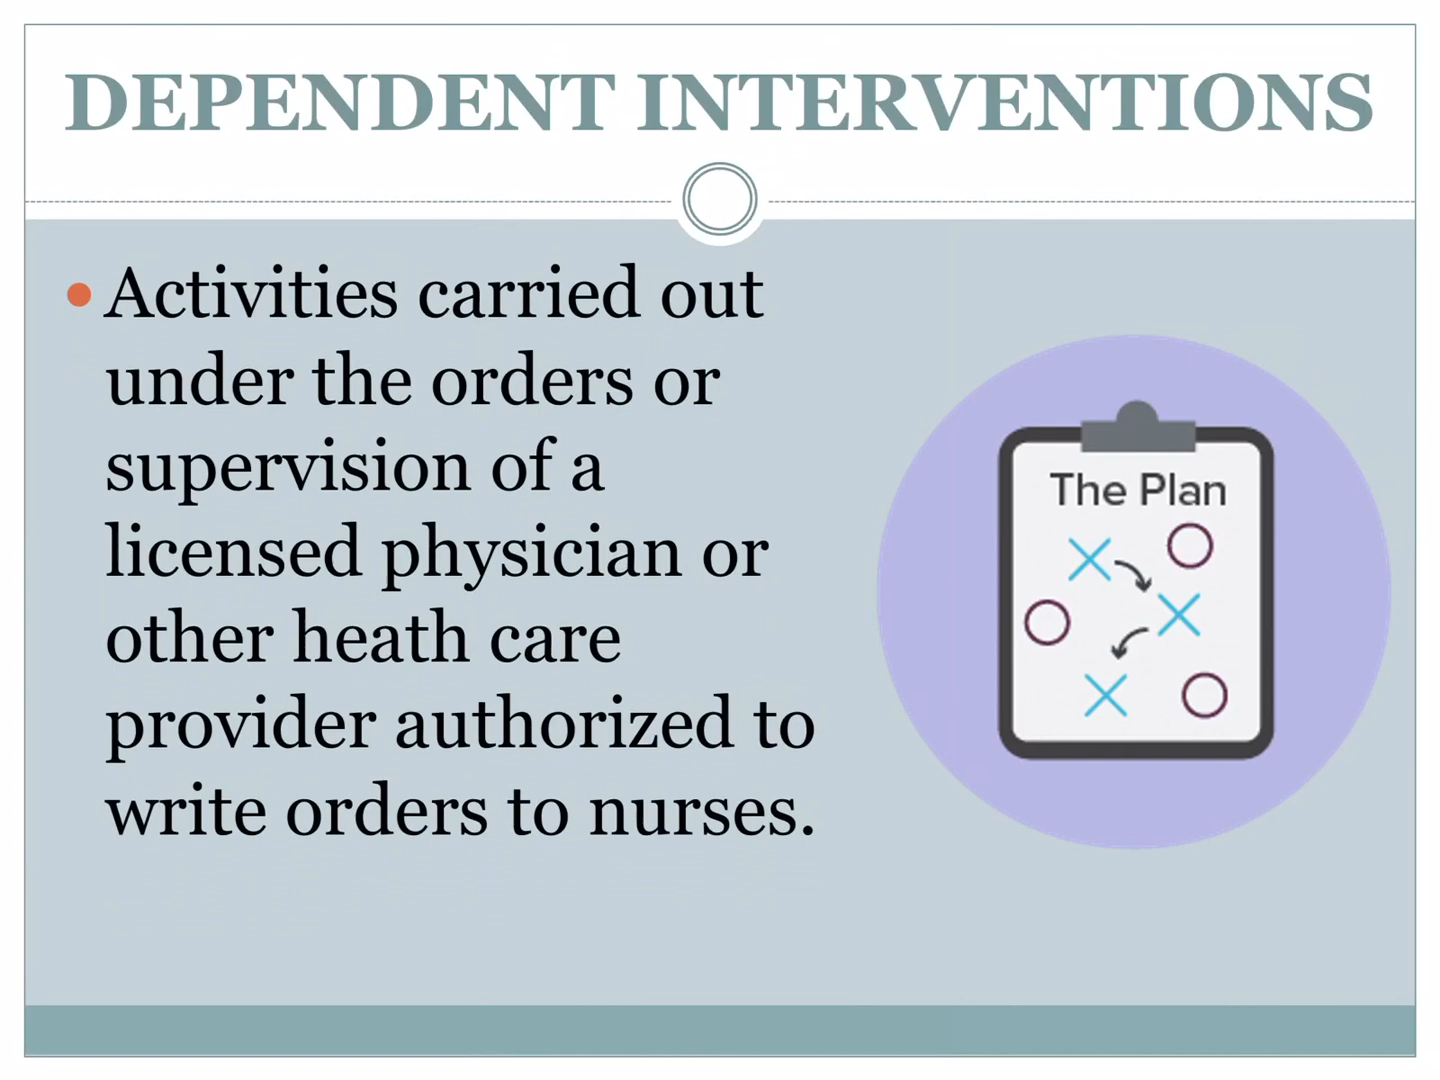 DEPENDENT INTERVENTIONS
• Activities carried out
under the orders or
supervision of a
licensed physician or
other heath care
provider authorized to
write orders to nurses.
The Plan